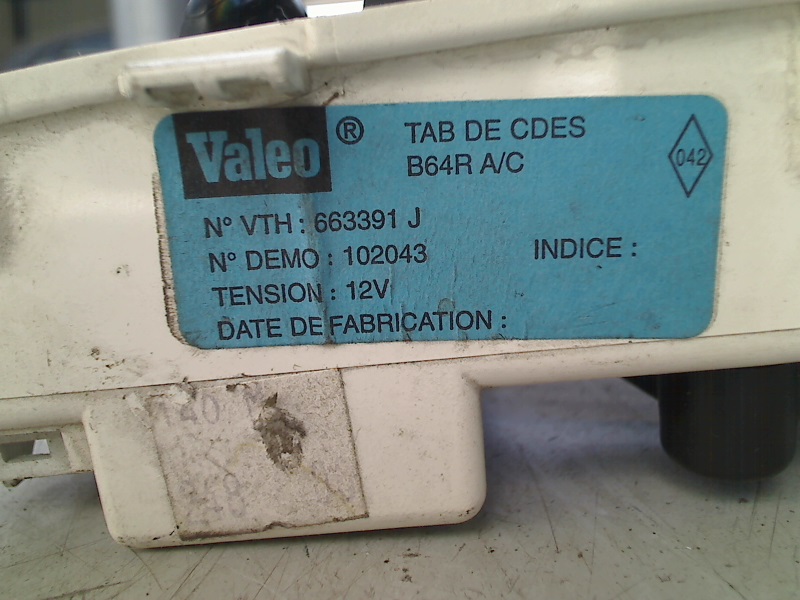 Valeo ®
TAB DE CDES
B64R A/C
042
N° VTH : 663391 J
N° DEMO : 102043
INDICE :
TENSION : 12V
DATE DE FABRICATION :